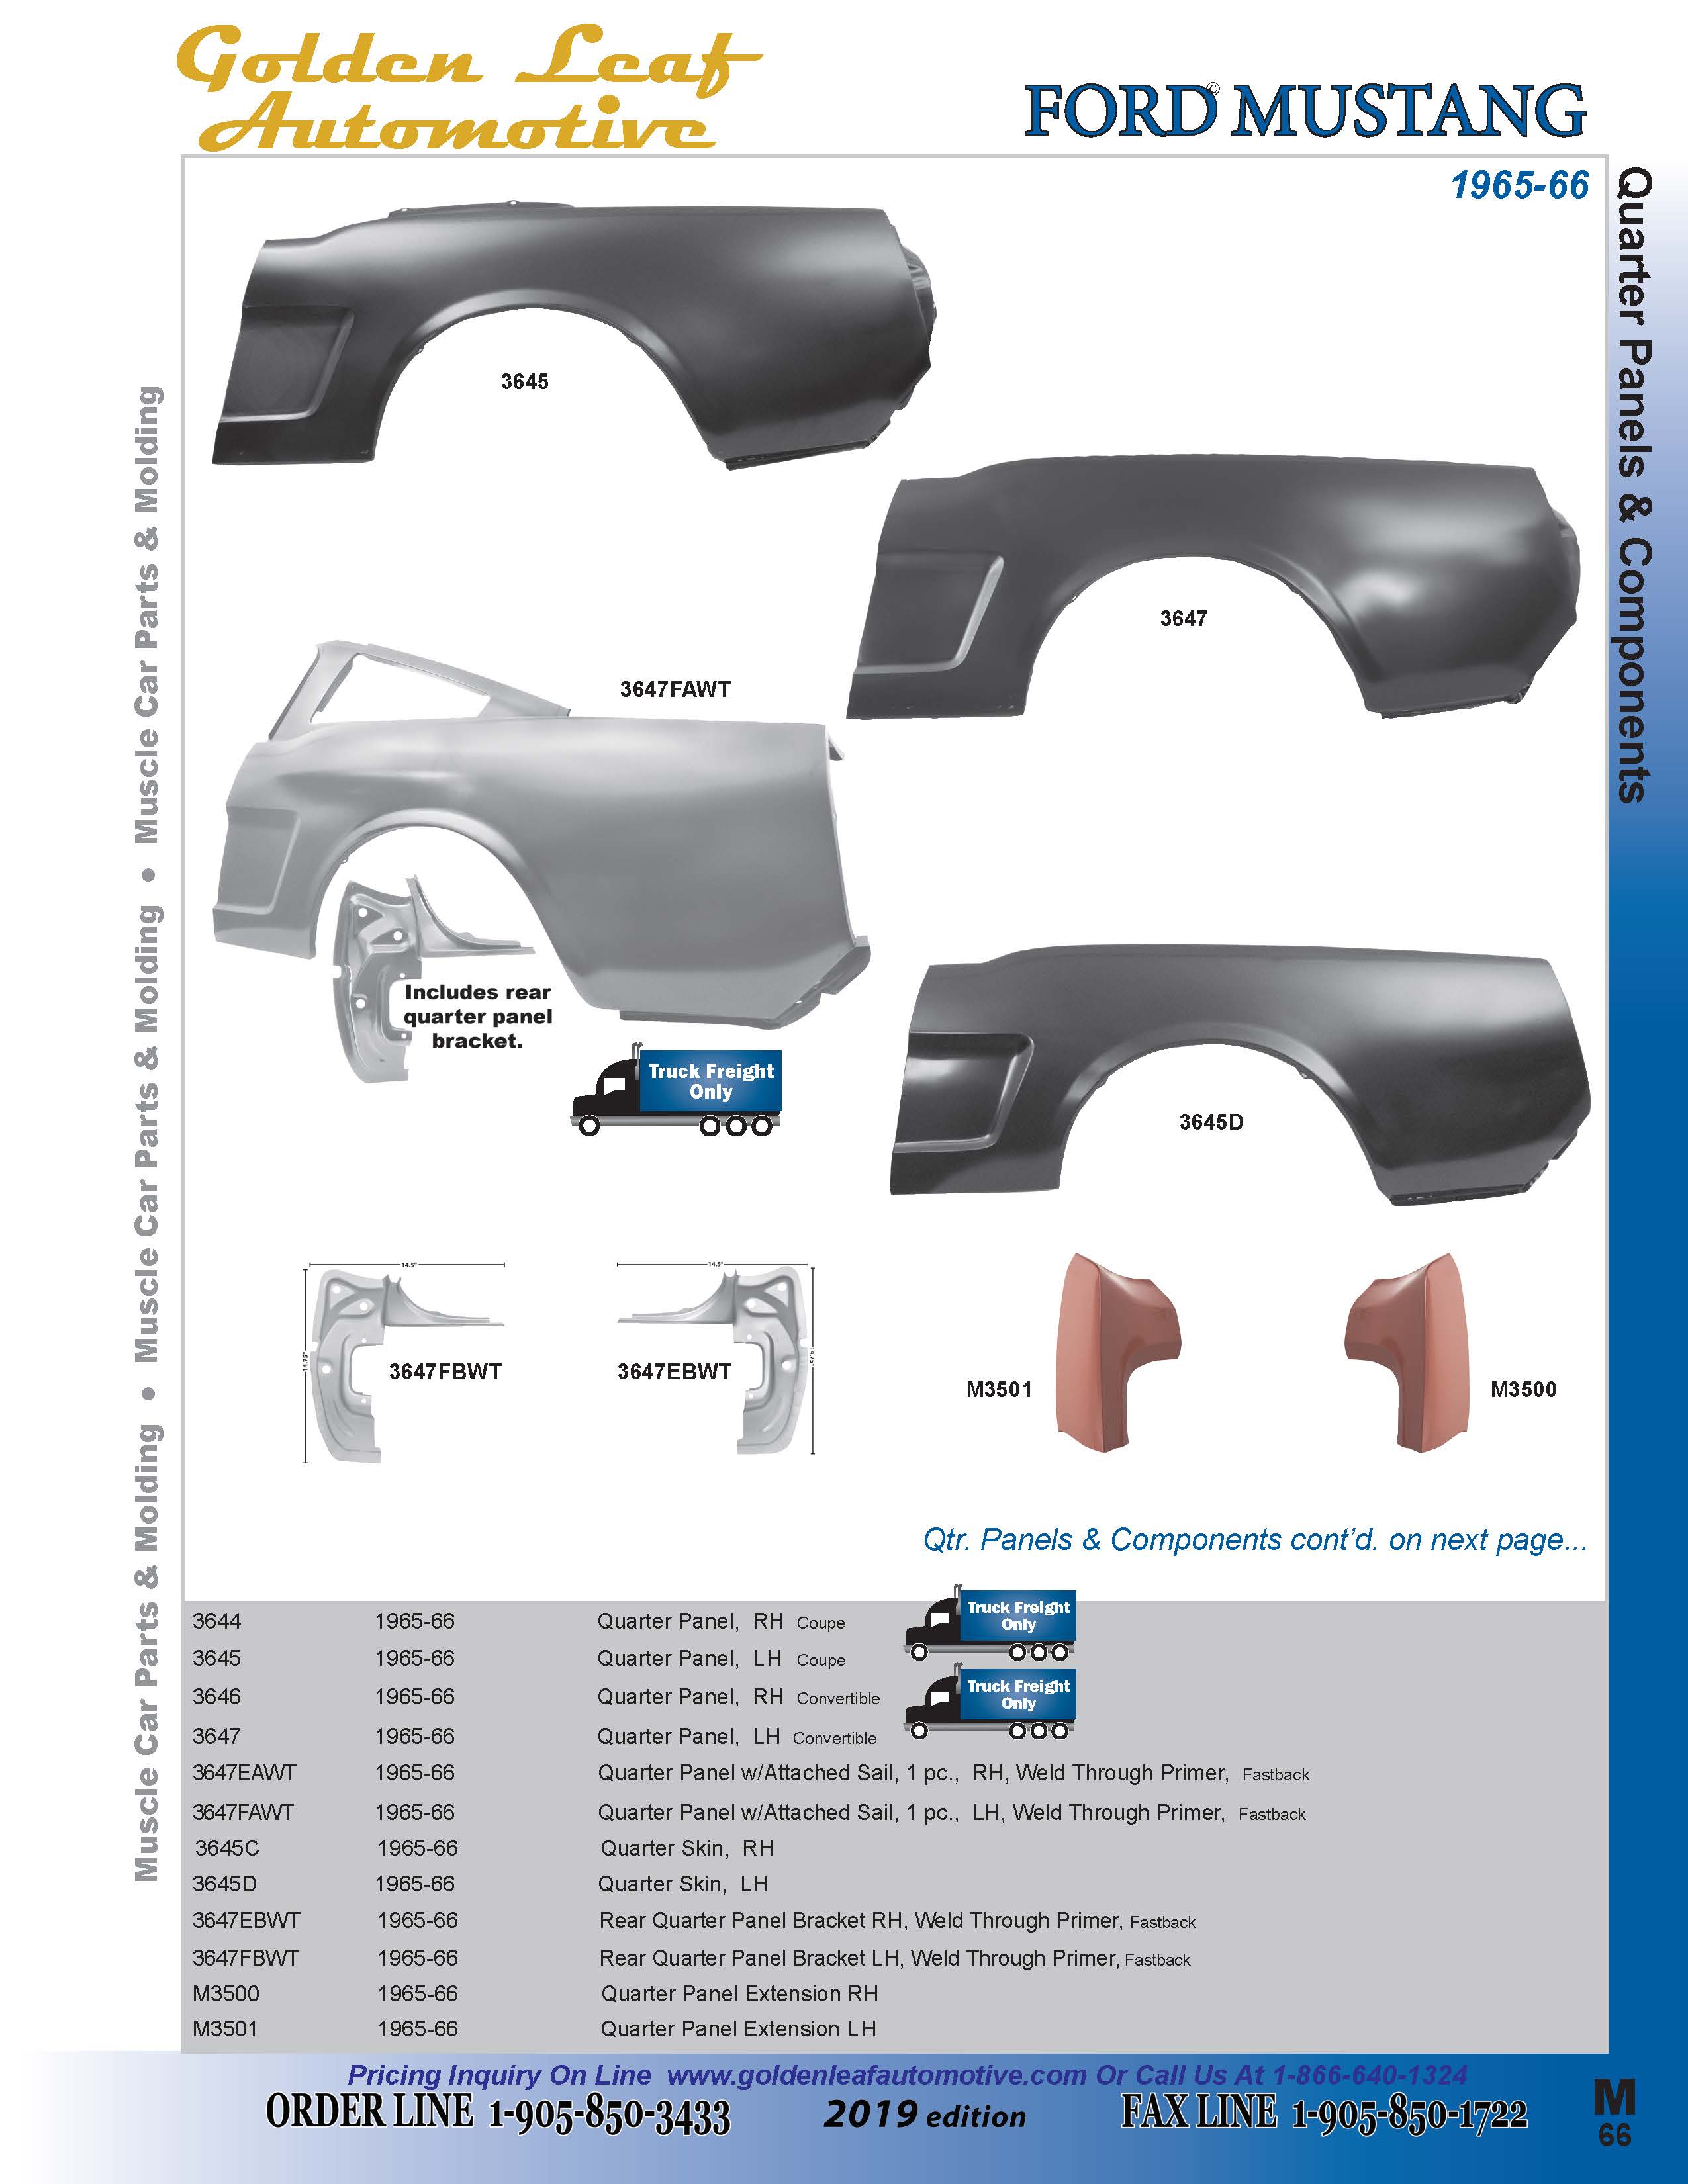 Golden Leaf
Automotive
FORD© MUSTANG
1965-66
Quarter Panels & Components
Muscle Car Parts & Molding • Muscle Car Parts & Molding • Muscle Car Parts & Molding
3645
3647
3647FAWT
Includes rear
quarter panel
bracket.
Truck Freight
Only
3645D
14.5"
14.75"
3647FBWT
14.5"
14.75"
3647EBWT
M3501
M3500
Qtr. Panels & Components cont'd. on next page...
Truck Freight
Only
Truck Freight
Only
3644 1965-66 Quarter Panel, RH Coupe
3645 1965-66 Quarter Panel, LH Coupe
3646 1965-66 Quarter Panel, RH Convertible
3647 1965-66 Quarter Panel, LH Convertible
3647EAWT 1965-66 Quarter Panel w/Attached Sail, 1 pc., RH, Weld Through Primer, Fastback
3647FAWT 1965-66 Quarter Panel w/Attached Sail, 1 pc., LH, Weld Through Primer, Fastback
3645C 1965-66 Quarter Skin, RH
3645D 1965-66 Quarter Skin, LH
3647EBWT 1965-66 Rear Quarter Panel Bracket RH, Weld Through Primer, Fastback
3647FBWT 1965-66 Rear Quarter Panel Bracket LH, Weld Through Primer, Fastback
M3500 1965-66 Quarter Panel Extension RH
M3501 1965-66 Quarter Panel Extension LH
Pricing Inquiry On Line www.goldenleafautomotive.com Or Call Us At 1-866-640-1324
ORDER LINE 1-905-850-3433 2019 edition FAX LINE 1-905-850-1722
M
66